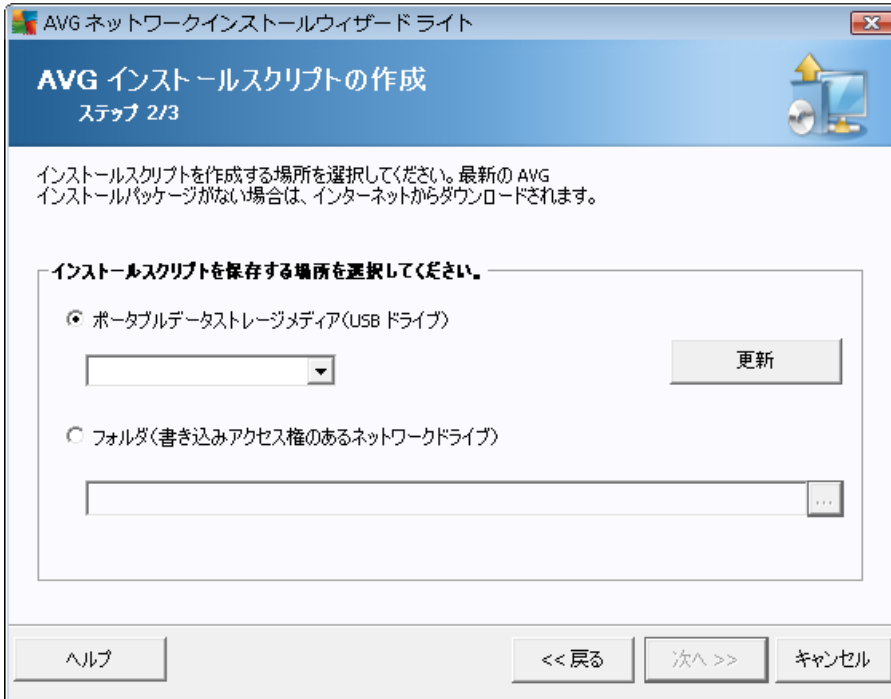 AVG ネットワークインストールウィザード ライト
AVG インストールスクリプトの作成
ステップ 2/3
インストールスクリプトを作成する場所を選択してください。最新の AVG
インストールパッケージがない場合は、インターネットからダウンロードされます。
インストールスクリプトを保存する場所を選択してください。
ポータブルデータストレージメディア(USB ドライブ)
更新
フォルダ(書き込みアクセス権のあるネットワークドライブ)
...
ヘルプ
<< 戻る
次へ >>
キャンセル